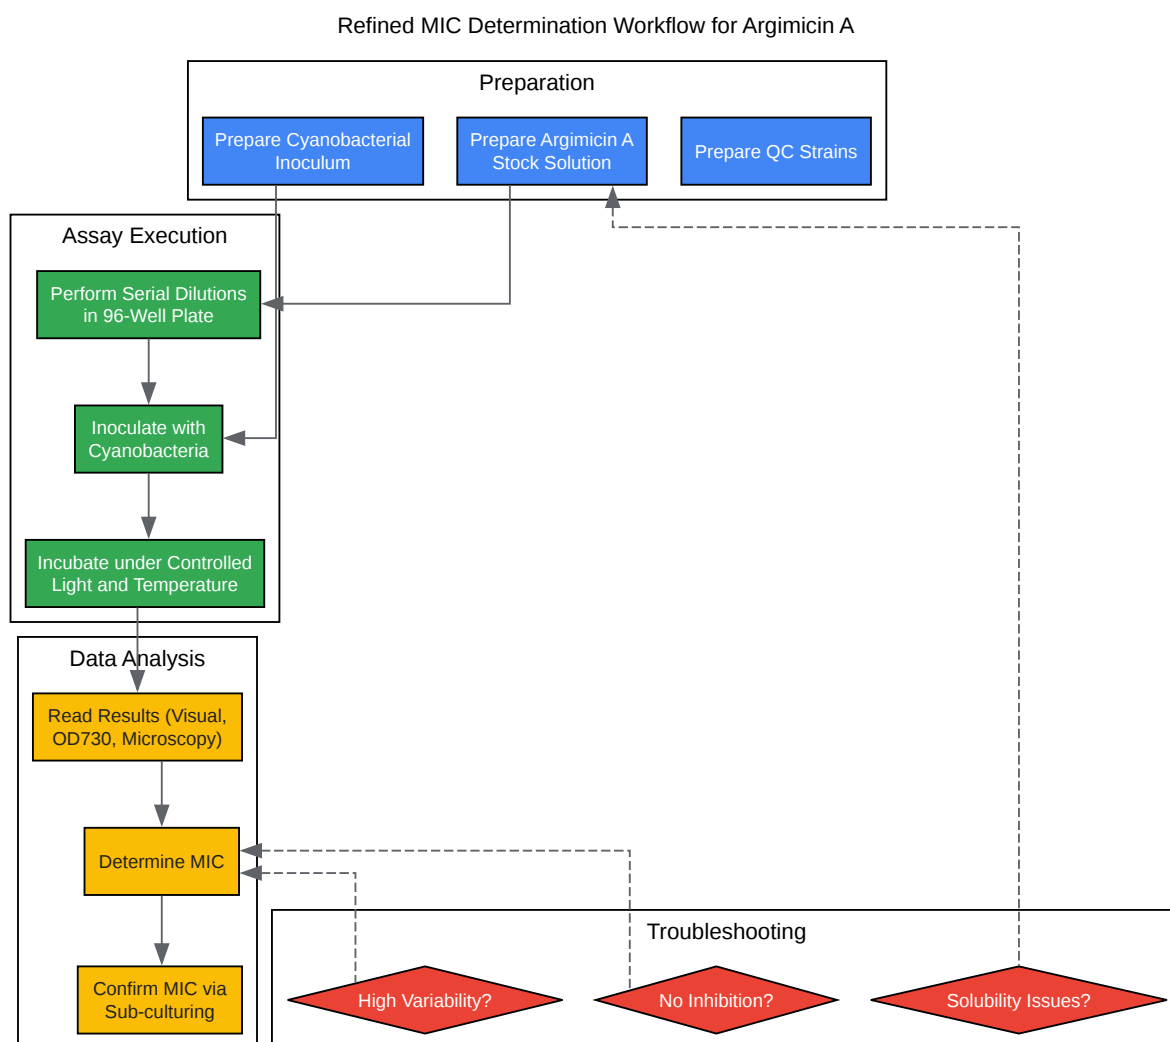 Refined MIC Determination Workflow for Argimicin A
Preparation
Prepare Cyanobacterial
Inoculum
Prepare Argimicin A
Stock Solution
Prepare QC Strains
Assay Execution
Perform Serial Dilutions
in 96-Well Plate
Inoculate with
Cyanobacteria
Incubate under Controlled
Light and Temperature
Data Analysis
Read Results (Visual,
OD730, Microscopy)
Determine MIC
Confirm MIC via
Sub-culturing
Troubleshooting
High Variability?
No Inhibition?
Solubility Issues?